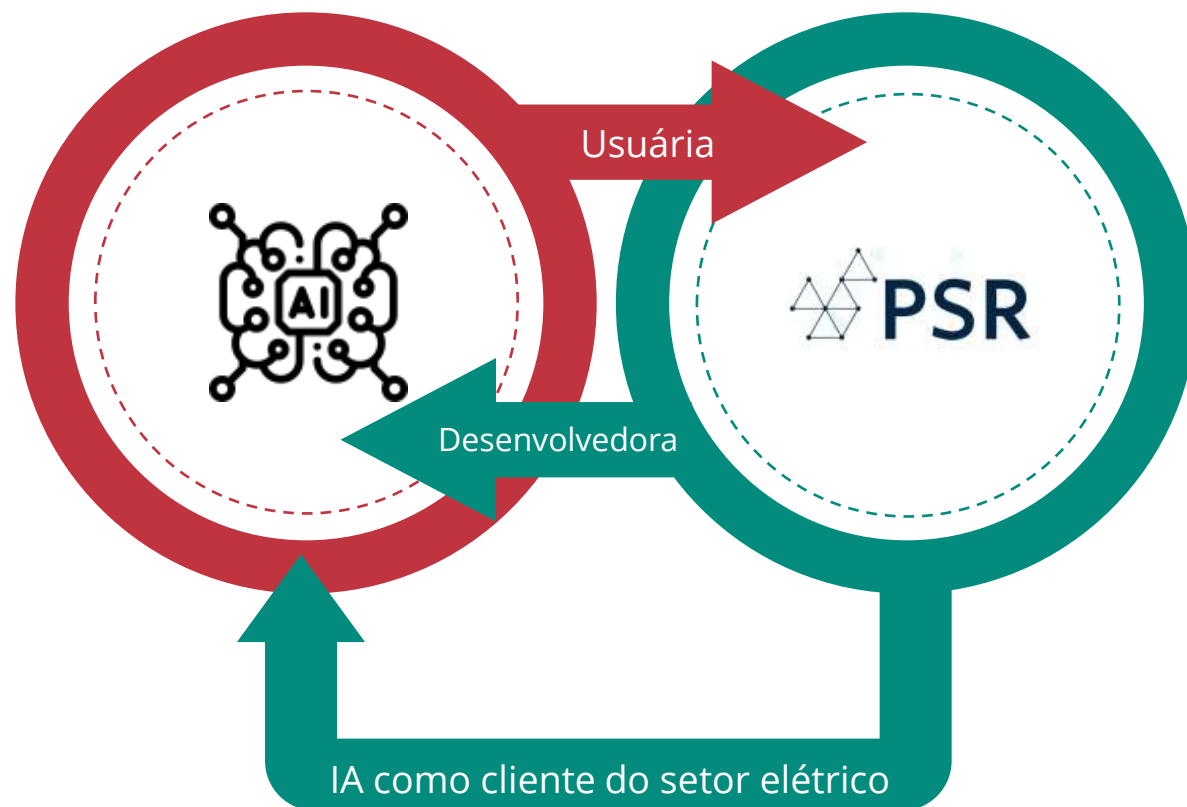 Usuária
AI
PSR
Desenvolvedora
IA como cliente do setor elétrico